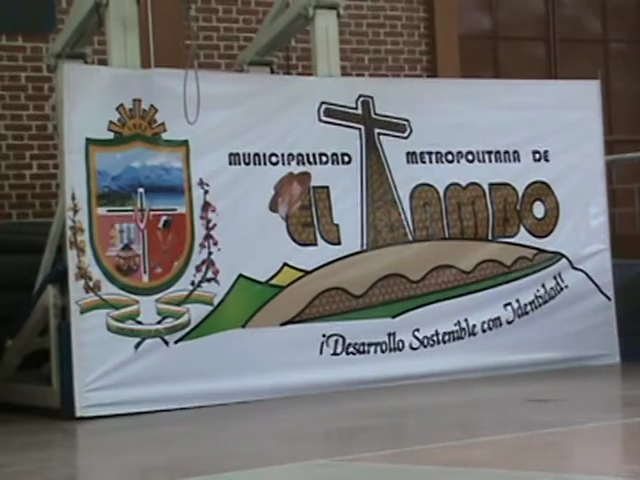 MUNICIPALIDAD METROPOLITANA DE
EL TAMBO
¡Desarrollo Sostenible con Identidad!